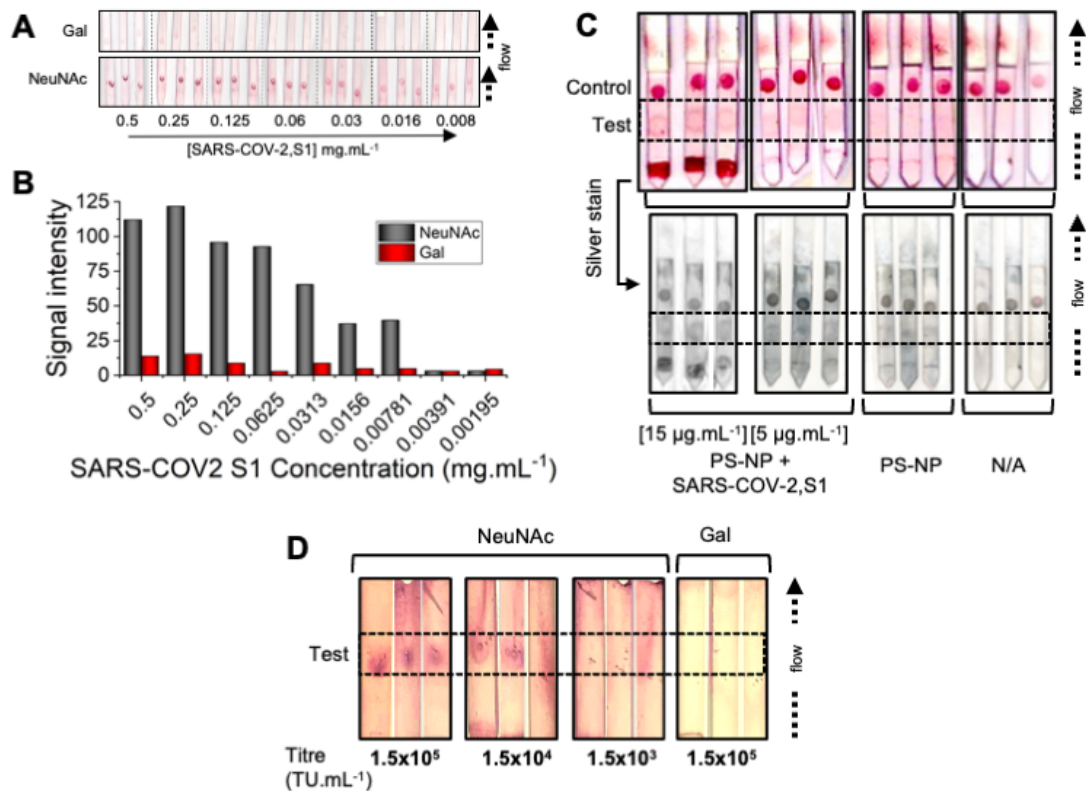 A
Gal
NeuNAc
flow
0.5 0.25 0.125 0.06 0.03 0.016 0.008
[SARS-COV-2,S1] mg.mL⁻¹
B
Signal intensity
125
100
75
50
25
0
NeuNAc
Gal
0.5 0.25 0.125 0.0625 0.0313 0.0156 0.00781 0.00391 0.00195
SARS-COV2 S1 Concentration (mg.mL⁻¹)
C
Control
Test
flow
Silver stain
flow
[15 µg.mL⁻¹] [5 µg.mL⁻¹]
PS-NP +
SARS-COV-2,S1
PS-NP
N/A
D
NeuNAc Gal
Test
flow
Titre
(TU.mL⁻¹)
1.5x10⁵ 1.5x10⁴ 1.5x10³ 1.5x10⁵